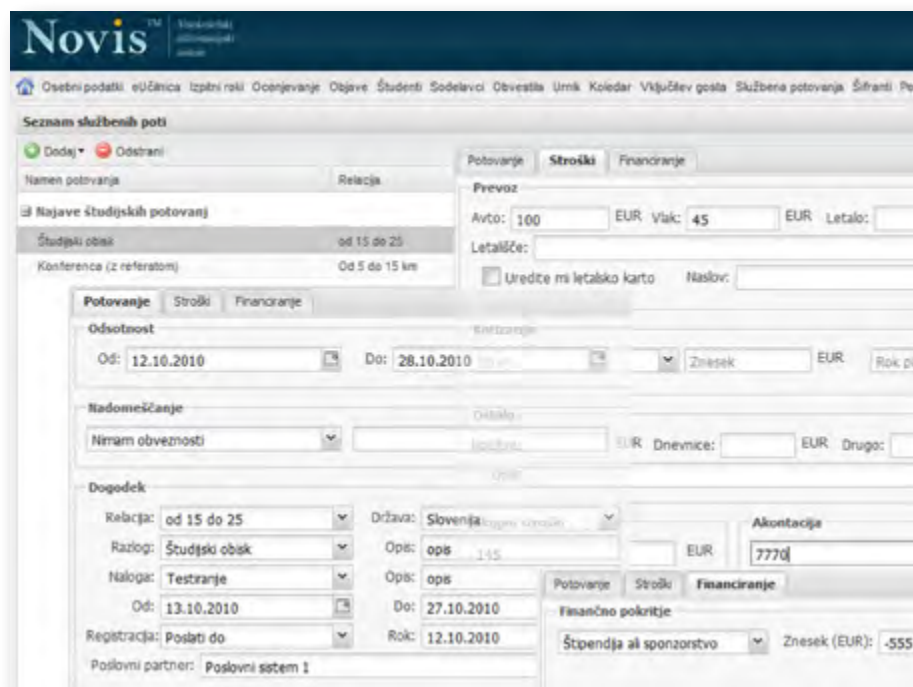 Novis™
Osebni podatki eUčilnica Izpitni roki Ocenjevanje Objave Študenti Sodelavci Obvestila Urnik Koledar Vključitev gosta Službena potovanja Šifranti
Seznam službenih poti
Dodaj Odstrani
Namen potovanja Relacija
Najave študijskih potovanj
Študijski obisk od 15 do 25
Konferenca (z referatom) Od 5 do 15 km
Potovanje Stroški Financiranje
Prevoz
Avto: 100 EUR Vlak: 45 EUR Letalo:
Letališče:
Uredite mi letalsko karto Naslov:
Potovanje Stroški Financiranje
Odsotnost
Kotizacija
Od: 12.10.2010 Do: 28.10.2010 Znesek EUR Rok
Nadomeščanje
Ostalo
Nimam obveznosti EUR Dnevnice: EUR Drugo:
Dogodek
Relacija: od 15 do 25 Država: Slovenija
Akontacija
Razlog: Študijski obisk Opis: opis 145 EUR 7770
Naloga: Testiranje Opis: opis
Od: 13.10.2010 Do: 27.10.2010
Registracija: Poslati do Rok: 12.10.2010
Poslovni partner: Poslovni sistem 1
Potovanje Stroški Financiranje
Finančno pokritje
Štipendija ali sponzorstvo Znesek (EUR): -555